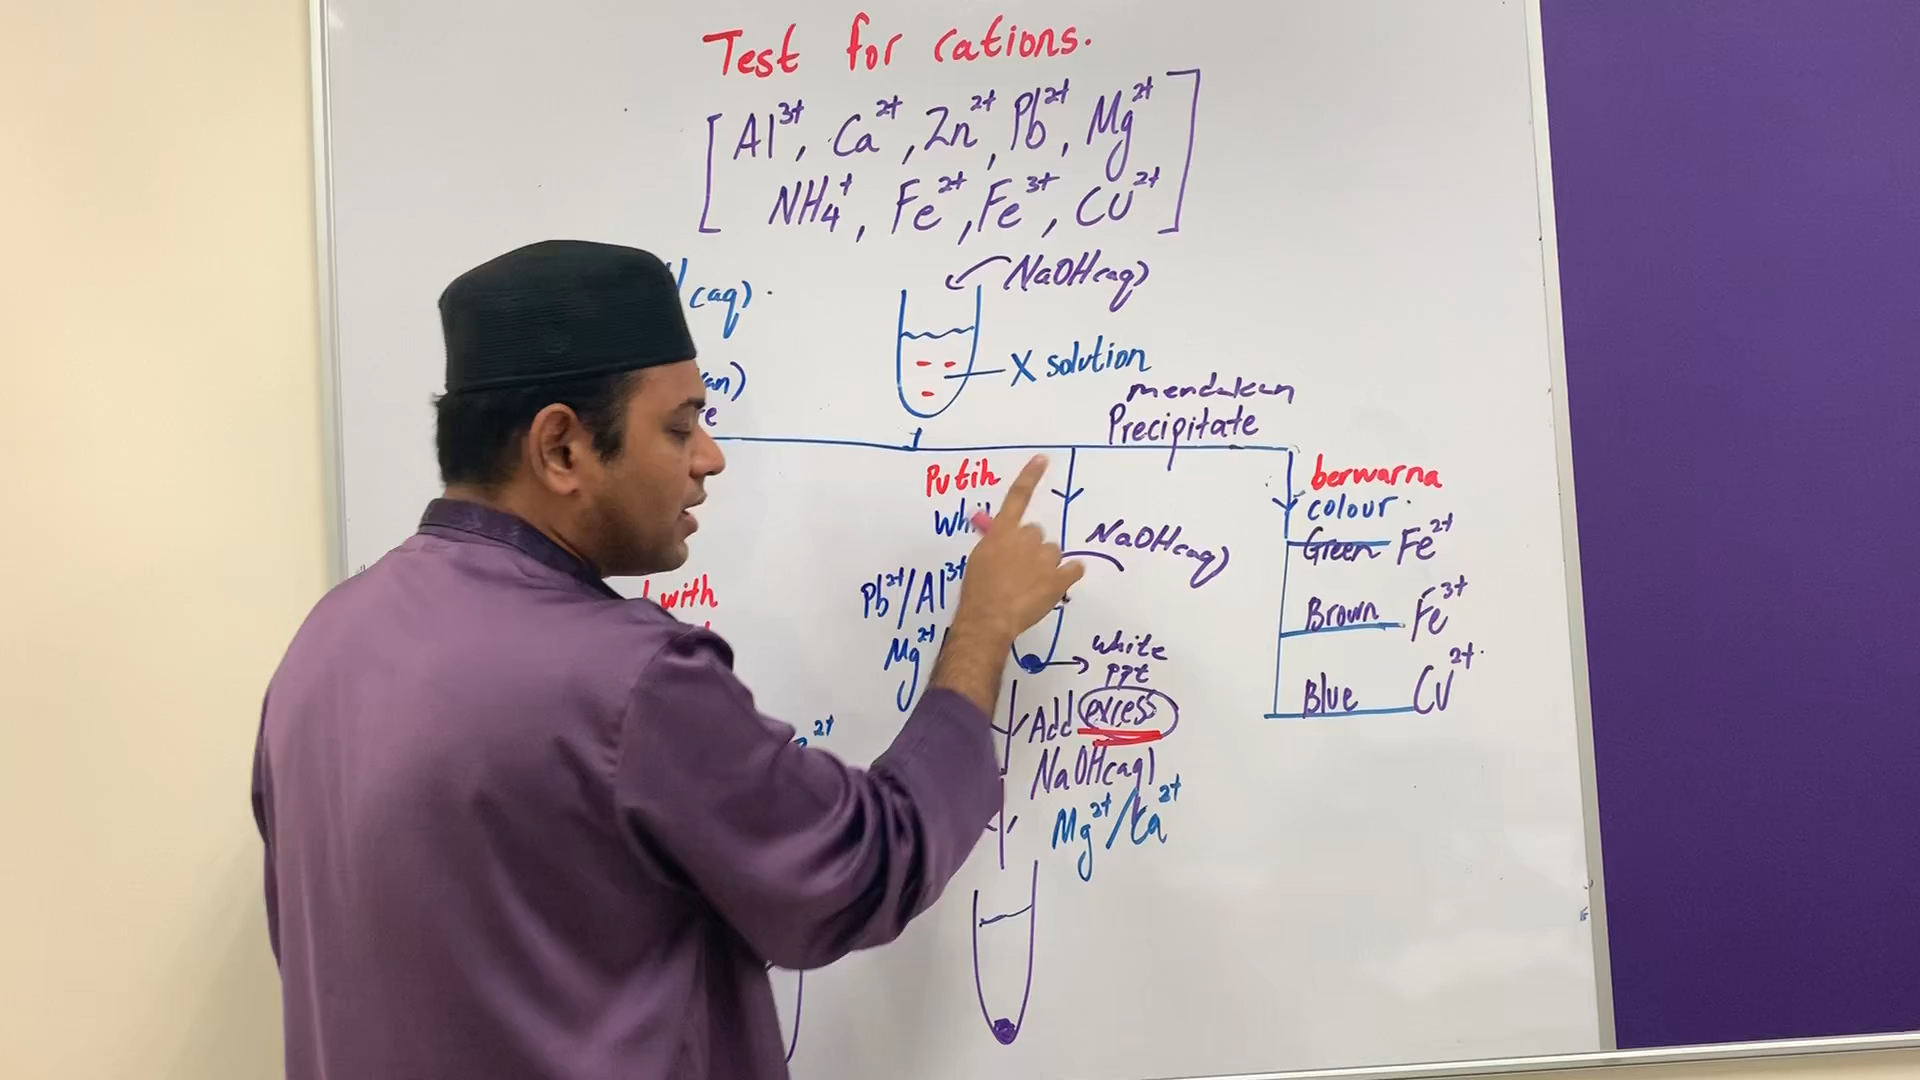 Test for cations.
[Al³⁺, Ca²⁺, Zn²⁺, Pb²⁺, Mg²⁺
NH₄⁺, Fe²⁺, Fe³⁺, Cu²⁺]
NaOH(aq)
(aq).
X solution
mendakan
Precipitate
Putih
berwarna
colour.
NaOH(aq)
Green Fe²⁺
Pb²⁺/Al³⁺
with
Brown Fe³⁺
Mg²⁺
white
ppt
Blue Cu²⁺.
Add excess
NaOH(aq)
Mg²⁺/Ca²⁺
2+